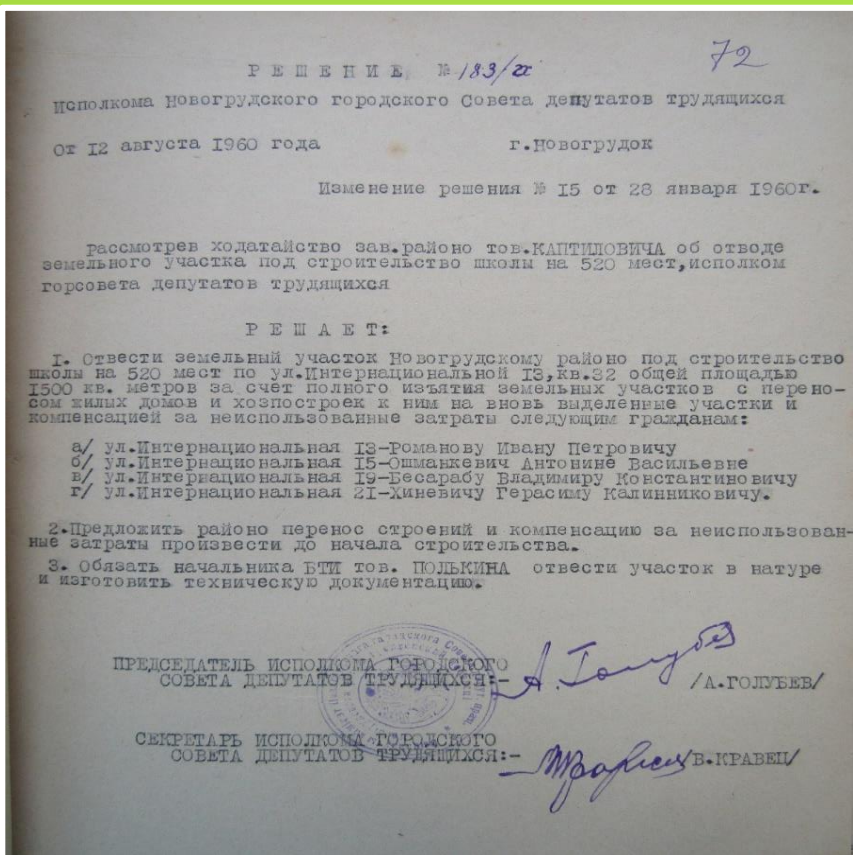 72
РЕШЕНИЕ № 183/
Исполкома Новогрудского городского Совета депутатов трудящихся
От 12 августа 1960 года г.Новогрудок
Изменение решения № 15 от 28 января 1960г.
Рассмотрев ходатайство зав.районо тов.КАПТИЛОВИЧА об отводе
земельного участка под строительство школы на 520 мест,исполком
горсовета депутатов трудящихся
РЕШАЕТ:
1. Отвести земельный участок Новогрудскому районо под строительство
школы на 520 мест по ул.Интернациональной 13,кв.32 общей площадью
1500 кв. метров за счет полного изъятия земельных участков с перено-
сом жилых домов и хозпостроек к ним на вновь выделенные участки и
компенсацией за неиспользованные затраты следующим гражданам:
а/ ул.Интернациональная 13-Романову Ивану Петровичу
б/ ул.Интернациональная 15-Ошманкевич Антонине Васильевне
в/ ул.Интернациональная 19-Бесарабу Владимиру Константиновичу
г/ ул.Интернациональная 21-Хиневичу Герасиму Калинниковичу.
2.Предложить районо перенос строений и компенсацию за неиспользован-
ные затраты произвести до начала строительства.
3. Обязать начальника БТИ тов. ПОЛЬКИНА отвести участок в натуре
и изготовить техническую документацию.
ПРЕДСЕДАТЕЛЬ ИСПОЛКОМА ГОРОДСКОГО
СОВЕТА ДЕПУТАТОВ ТРУДЯЩИХСЯ:- А. Голубев /А.ГОЛУБЕВ/
СЕКРЕТАРЬ ИСПОЛКОМА ГОРОДСКОГО
СОВЕТА ДЕПУТАТОВ ТРУДЯЩИХСЯ:- /В.КРАВЕЦ/